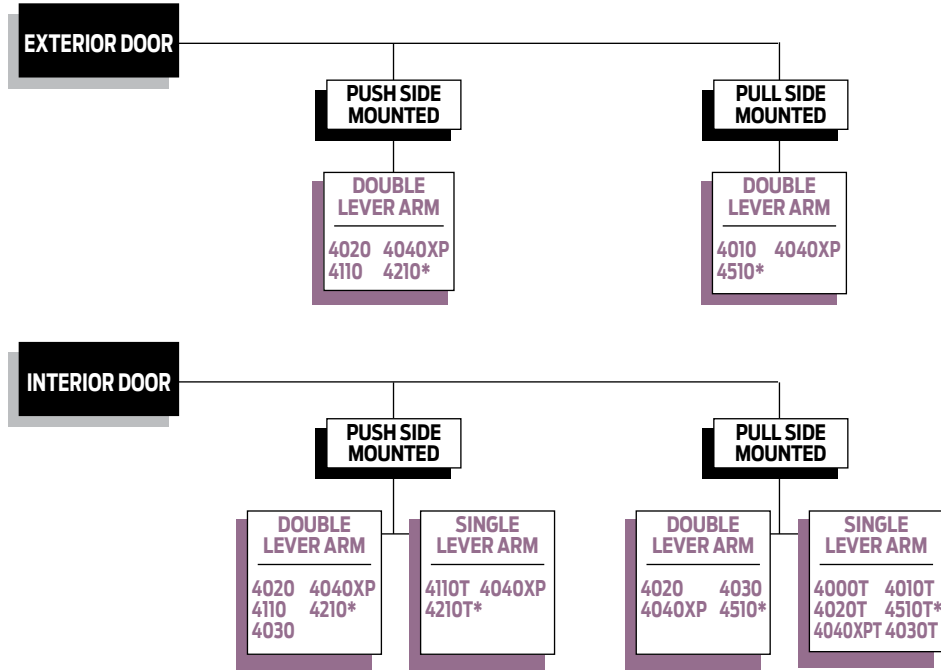 EXTERIOR DOOR
PUSH SIDE
MOUNTED
DOUBLE
LEVER ARM
4020 4040XP
4110 4210*
PULL SIDE
MOUNTED
DOUBLE
LEVER ARM
4010 4040XP
4510*
INTERIOR DOOR
PUSH SIDE
MOUNTED
DOUBLE
LEVER ARM
4020 4040XP
4110 4210*
4030
SINGLE
LEVER ARM
4110T 4040XP
4210T*
PULL SIDE
MOUNTED
DOUBLE
LEVER ARM
4020 4030
4040XP 4510*
SINGLE
LEVER ARM
4000T 4010T
4020T 4510T*
4040XPT 4030T